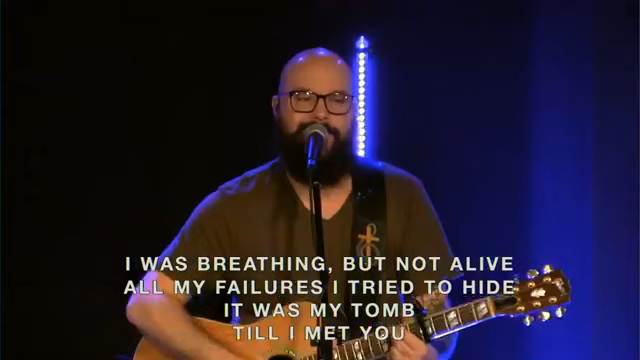 I WAS BREATHING, BUT NOT ALIVE
ALL MY FAILURES I TRIED TO HIDE
IT WAS MY TOMB
TILL I MET YOU